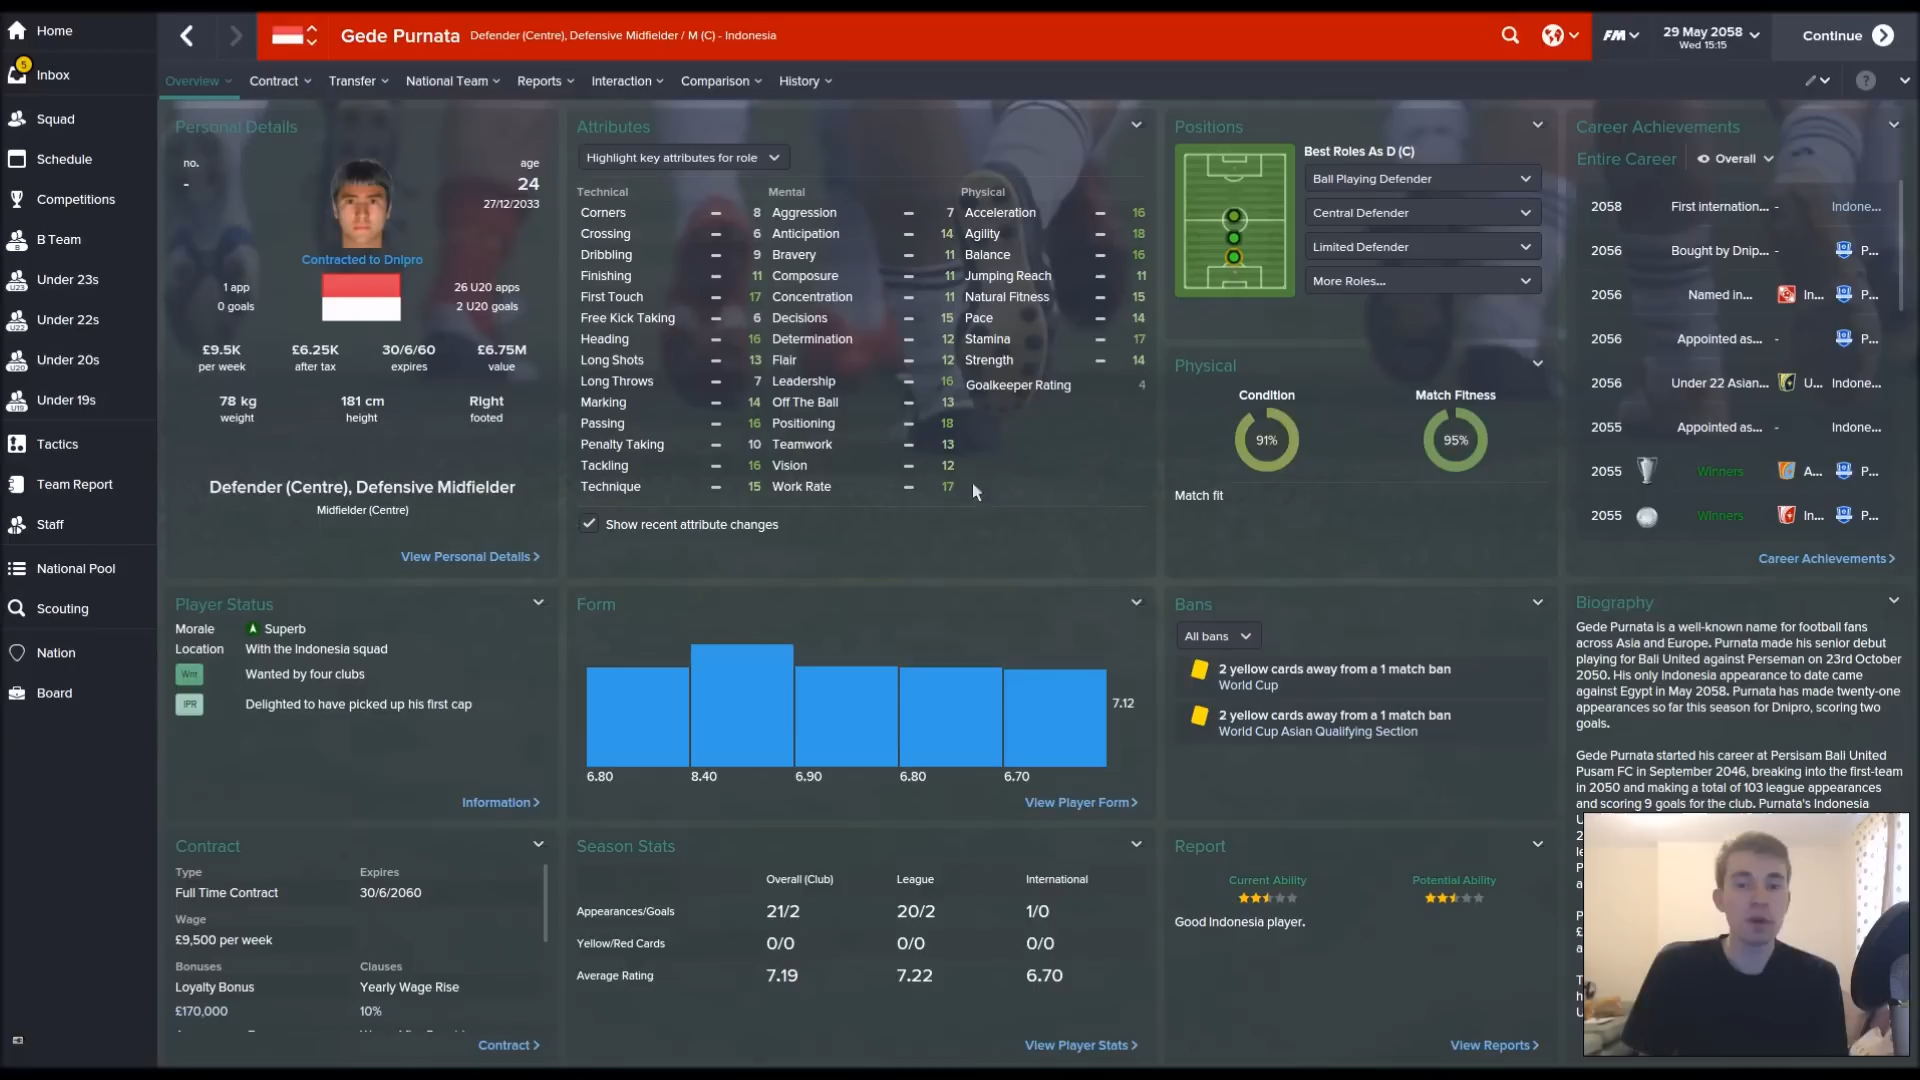 Home
5
Inbox
Squad
Schedule
Competitions
B Team
Under 23s
Under 22s
Under 20s
Under 19s
Tactics
Team Report
Staff
National Pool
Scouting
Nation
Board
Gede Purnata Defender (Centre), Defensive Midfielder / M (C) - Indonesia
FM
29 May 2058
Wed 15:15
Continue
Overview Contract Transfer National Team Reports Interaction Comparison History
?
Personal Details
no.
-
age
24
27/12/2033
Contracted to Dnipro
1 app
0 goals
26 U20 apps
2 U20 goals
£9.5K £6.25K 30/6/60 £6.75M
per week after tax expires value
78 kg 181 cm Right
weight height footed
Defender (Centre), Defensive Midfielder
Midfielder (Centre)
View Personal Details >
Attributes
Highlight key attributes for role
Technical Mental Physical
Corners – 8 Aggression – 7 Acceleration – 16
Crossing – 6 Anticipation – 14 Agility – 18
Dribbling – 9 Bravery – 11 Balance – 16
Finishing – 11 Composure – 11 Jumping Reach – 11
First Touch – 17 Concentration – 11 Natural Fitness – 15
Free Kick Taking – 6 Decisions – 15 Pace – 14
Heading – 16 Determination – 12 Stamina – 17
Long Shots – 13 Flair – 12 Strength – 14
Long Throws – 7 Leadership – 16 Goalkeeper Rating 4
Marking – 14 Off The Ball – 13
Passing – 16 Positioning – 18
Penalty Taking – 10 Teamwork – 13
Tackling – 16 Vision – 12
Technique – 15 Work Rate – 17
Show recent attribute changes
Positions
Best Roles As D (C)
Ball Playing Defender
Central Defender
Limited Defender
More Roles...
Physical
Condition Match Fitness
91% 95%
Match fit
Career Achievements
Entire Career Overall
2058 First internation... - Indone...
2056 Bought by Dnip... - P...
2056 Named in... In... P...
2056 Appointed as... - P...
2056 Under 22 Asian... U... Indone...
2055 Appointed as... - Indone...
2055 Winners A... P...
2055 Winners In... P...
Career Achievements >
Player Status
Morale Superb
Location With the Indonesia squad
Wnt Wanted by four clubs
IPR Delighted to have picked up his first cap
Information >
Form
7.12
6.80 8.40 6.90 6.80 6.70
View Player Form >
Bans
All bans
2 yellow cards away from a 1 match ban
World Cup
2 yellow cards away from a 1 match ban
World Cup Asian Qualifying Section
Biography
Gede Purnata is a well-known name for football fans
across Asia and Europe. Purnata made his senior debut
playing for Bali United against Perseman on 23rd October
2050. His only Indonesia appearance to date came
against Egypt in May 2058. Purnata has made twenty-one
appearances so far this season for Dnipro, scoring two
goals.
Gede Purnata started his career at Persisam Bali United
Pusam FC in September 2046, breaking into the first-team
in 2050 and making a total of 103 league appearances
and scoring 9 goals for the club. Purnata's Indonesia
Contract
Type Expires
Full Time Contract 30/6/2060
Wage
£9,500 per week
Bonuses Clauses
Loyalty Bonus Yearly Wage Rise
£170,000 10%
Contract >
Season Stats
Overall (Club) League International
Appearances/Goals 21/2 20/2 1/0
Yellow/Red Cards 0/0 0/0 0/0
Average Rating 7.19 7.22 6.70
View Player Stats >
Report
Current Ability Potential Ability
Good Indonesia player.
View Reports >